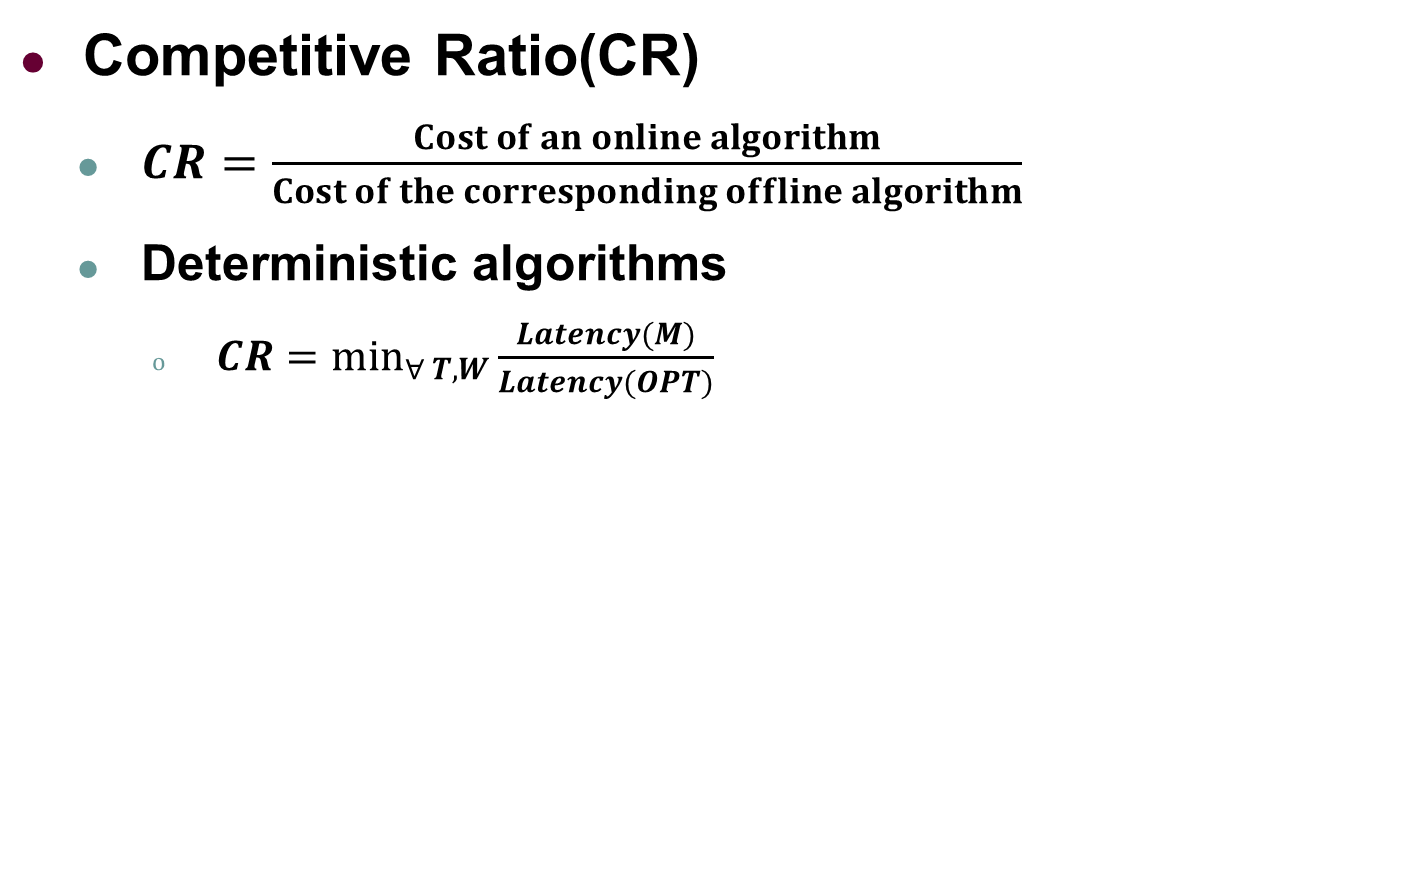 ● Competitive Ratio(CR)
● CR = Cost of an online algorithm / Cost of the corresponding offline algorithm
● Deterministic algorithms
o CR = min∀ T,W Latency(M) / Latency(OPT)